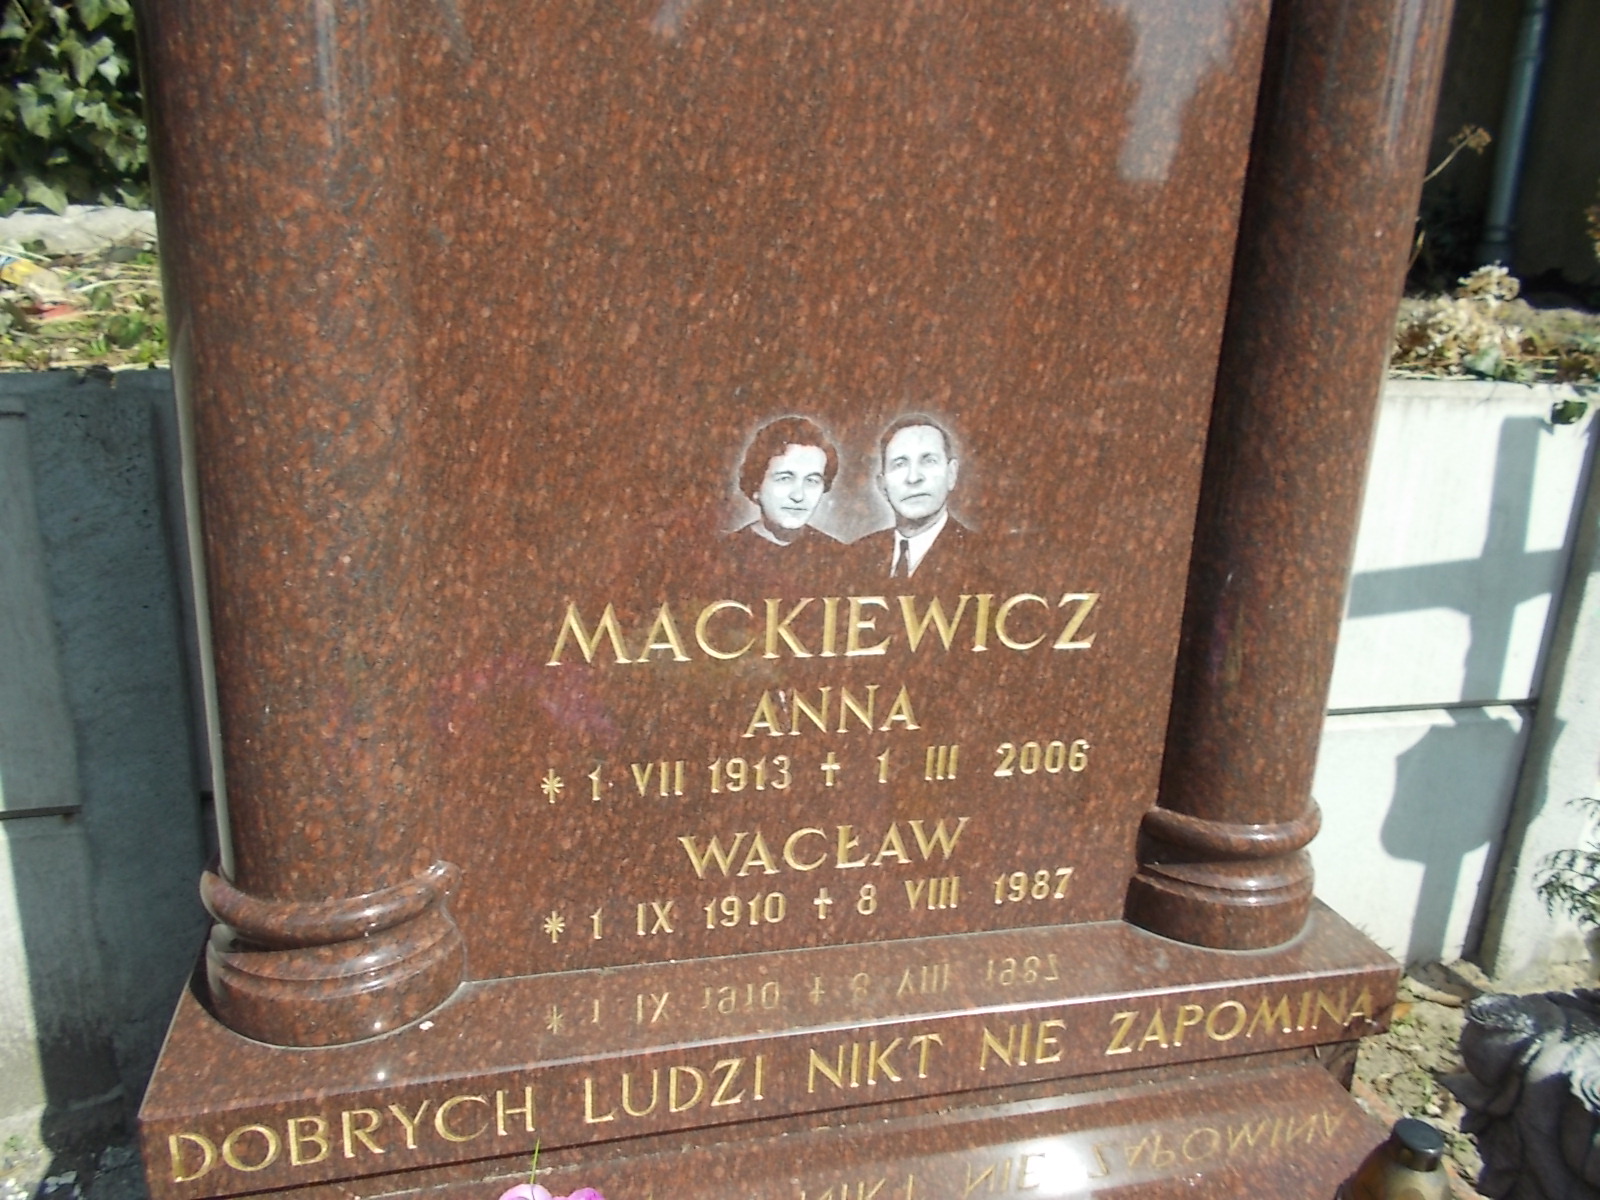 MACKIEWICZ
ANNA
* 1 VII 1913 † 1 III 2006
WACŁAW
* 1 IX 1910 † 8 VIII 1987
DOBRYCH LUDZI NIKT NIE ZAPOMINA